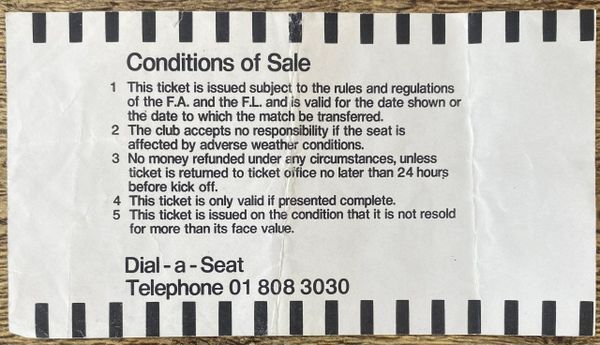 Conditions of Sale
1 This ticket is issued subject to the rules and regulations
of the F.A. and the F.L. and is valid for the date shown or
the date to which the match be transferred.
2 The club accepts no responsibility if the seat is
affected by adverse weather conditions.
3 No money refunded under any circumstances, unless
ticket is returned to ticket office no later than 24 hours
before kick off.
4 This ticket is only valid if presented complete.
5 This ticket is issued on the condition that it is not resold
for more than its face value.
Dial - a - Seat
Telephone 01 808 3030